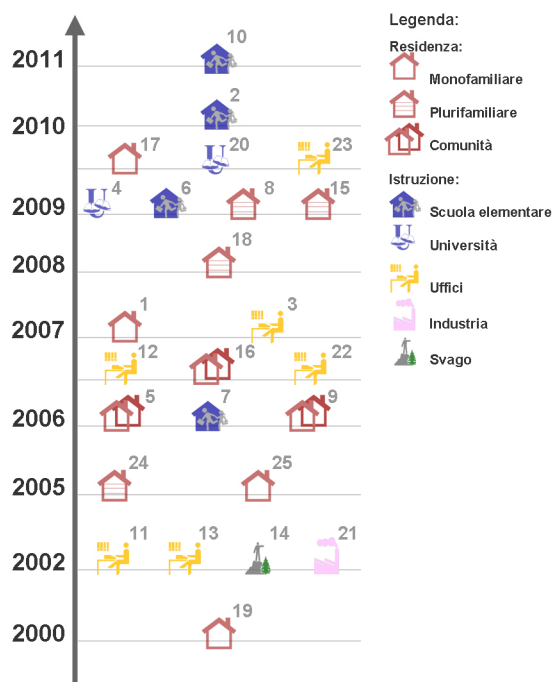 Legenda:
Residenza:
Monofamiliare
Plurifamiliare
Comunità
Istruzione:
Scuola elementare
Università
Uffici
Industria
Svago
10
2011
2
2010
17 20 23
4 6 8 15
2009
18
2008
1 3
2007
12 16 22
5 7 9
2006
24 25
2005
11 13 14 21
2002
19
2000